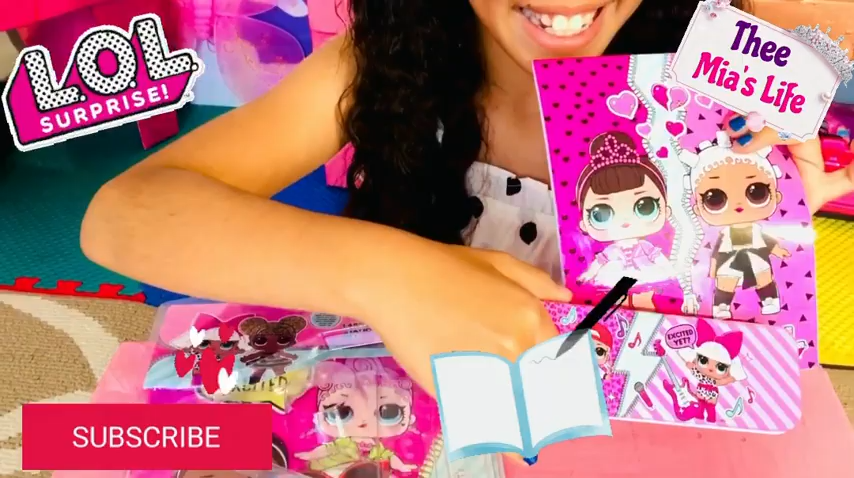 L.O.L.
SURPRISE!
Thee
Mia's Life
EXCITED
YET?
SUBSCRIBE